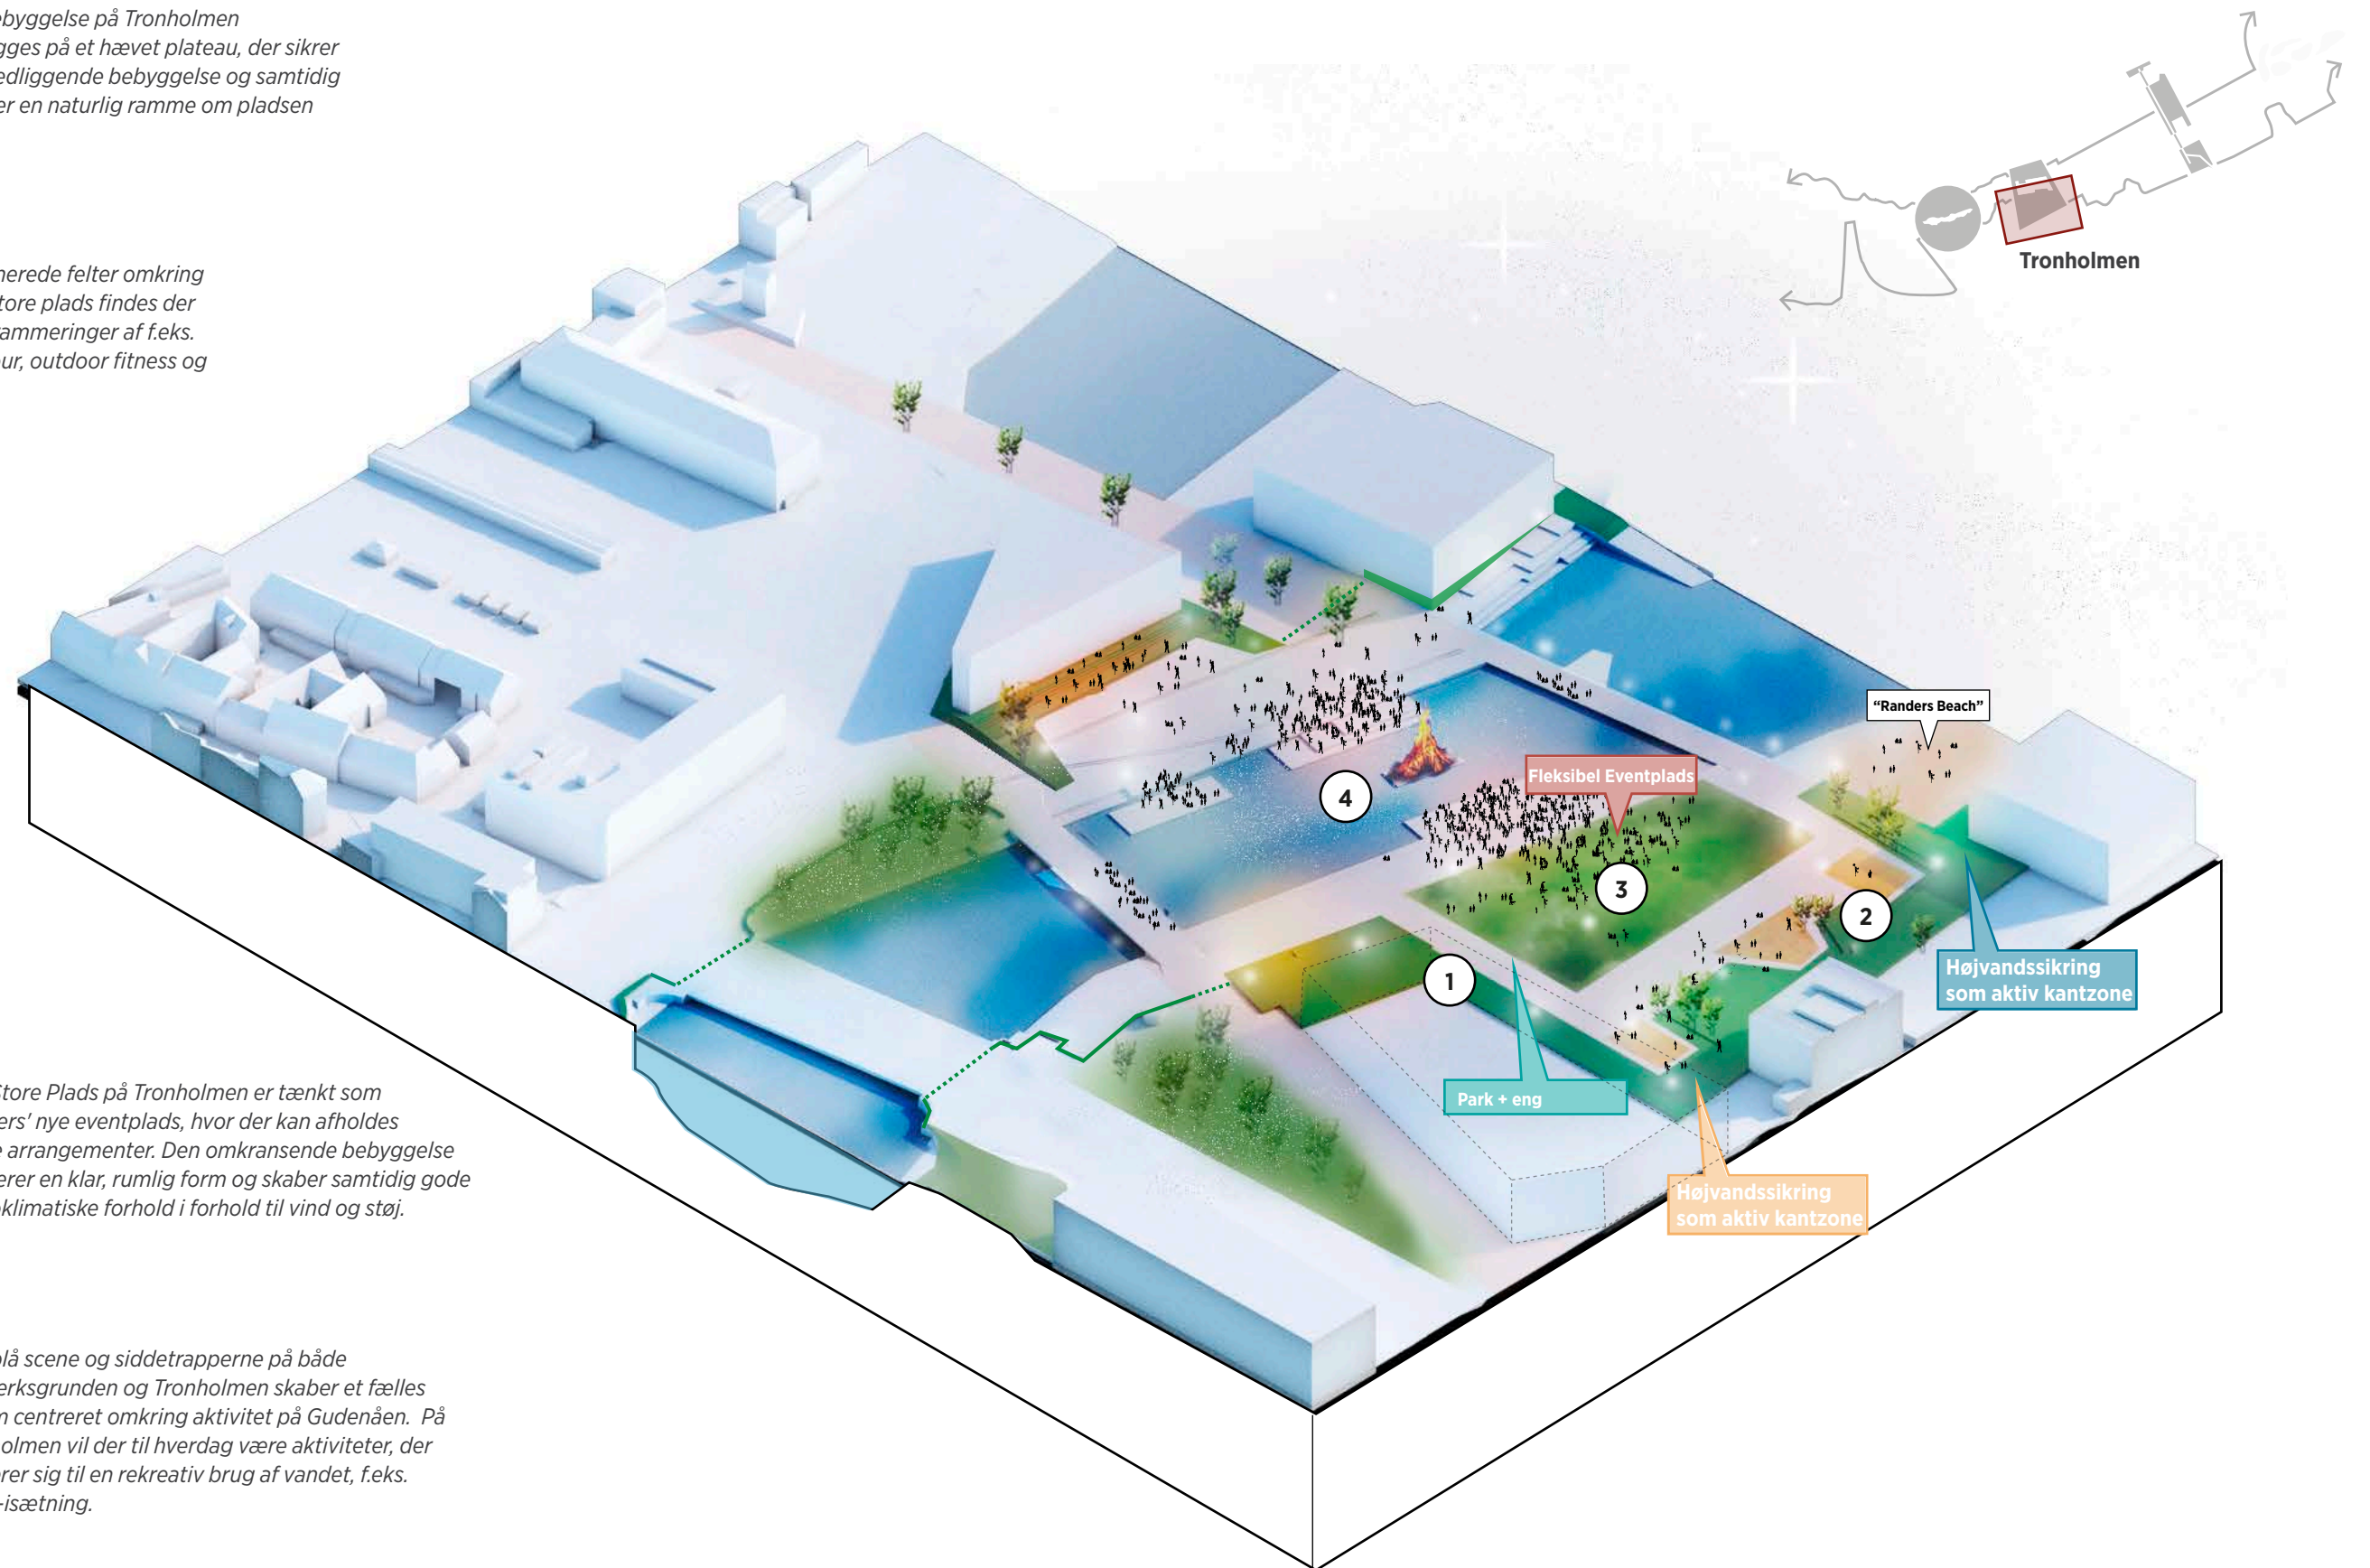 ebyggelse på Tronholmen
gges på et hævet plateau, der sikrer
edliggende bebyggelse og samtidig
er en naturlig ramme om pladsen
nerede felter omkring
tore plads findes der
rammeringer af f.eks.
our, outdoor fitness og
Store Plads på Tronholmen er tænkt som
ers' nye eventplads, hvor der kan afholdes
e arrangementer. Den omkransende bebyggelse
erer en klar, rumlig form og skaber samtidig gode
oklimatiske forhold i forhold til vind og støj.
blå scene og siddetrapperne på både
erksgrunden og Tronholmen skaber et fælles
m centreret omkring aktivitet på Gudenåen. På
olmen vil der til hverdag være aktiviteter, der
erer sig til en rekreativ brug af vandet, f.eks.
-isætning.
Tronholmen
"Randers Beach"
Fleksibel Eventplads
4
3
2
1
Højvandssikring
som aktiv kantzone
Park + eng
Højvandssikring
som aktiv kantzone